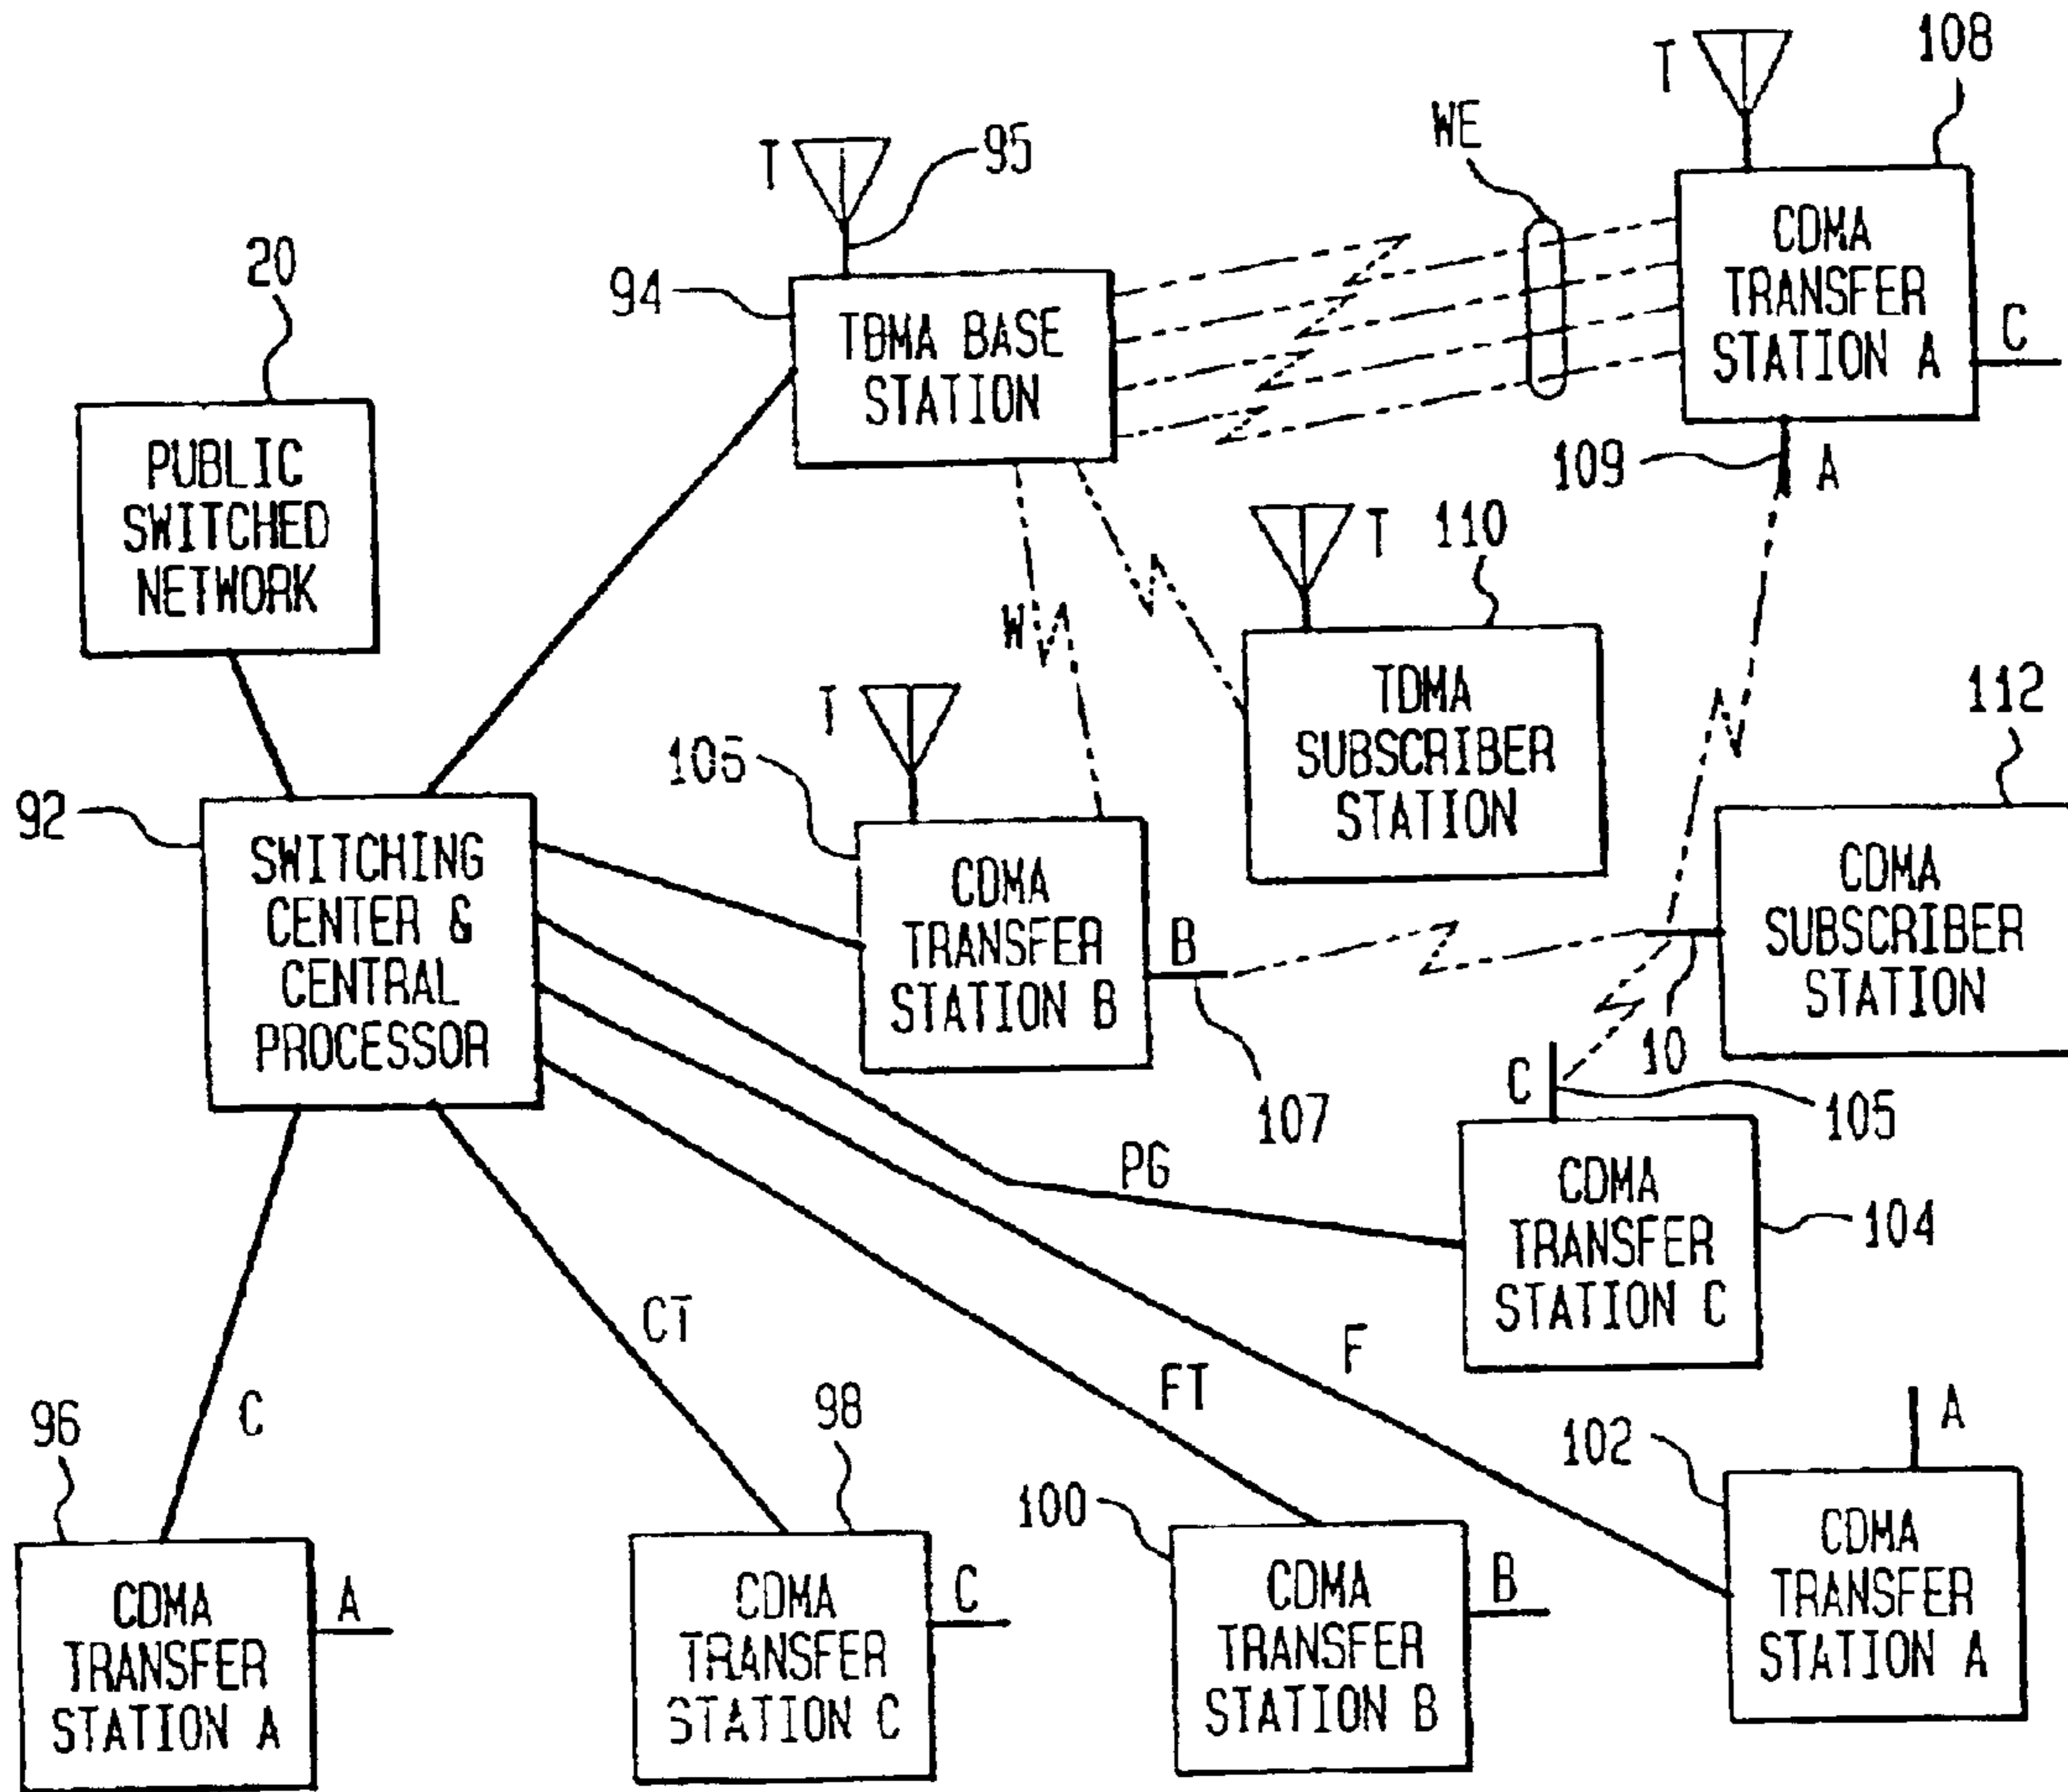 108
T
WE
T
95
CDMA
TRANSFER
STATION A
C
20
94
TDMA BASE
STATION
109
A
PUBLIC
SWITCHED
NETWORK
T
110
W
TDMA
SUBSCRIBER
STATION
112
T
106
92
SWITCHING
CENTER &
CENTRAL
PROCESSOR
CDMA
TRANSFER
STATION B
B
CDMA
SUBSCRIBER
STATION
10
107
C
105
PG
CDMA
TRANSFER
STATION C
104
CT
F
FT
C
96
98
100
102
A
CDMA
TRANSFER
STATION A
A
CDMA
TRANSFER
STATION C
C
CDMA
TRANSFER
STATION B
B
CDMA
TRANSFER
STATION A